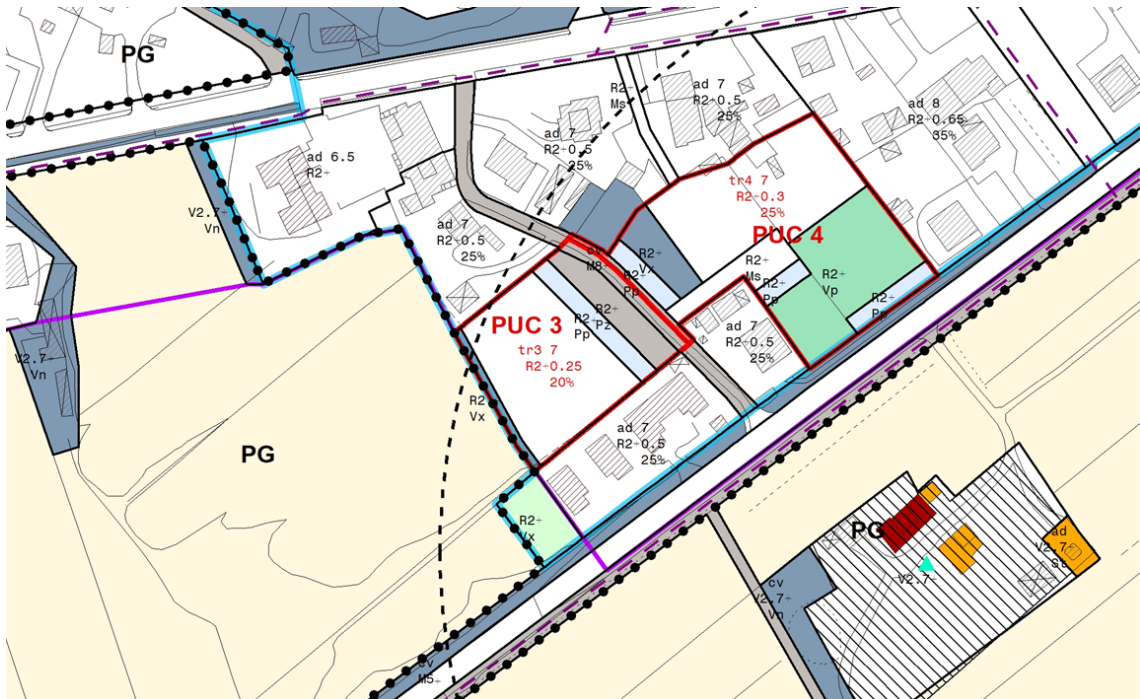 PG
R2÷
Ms
ad 7
R2÷0.5
25%
ad 8
R2÷0.65
35%
ad 7
R2÷0.5
25%
ad 6.5
R2÷
tr4 7
R2÷0.3
25%
PUC 4
V2.7÷
Vn
ad 7
R2÷0.5
25%
cv
M8÷
R2÷
Vx
R2÷
Pp
R2÷
Ms
R2÷
Pp
R2÷
Vp
R2÷
Pp
PUC 3
R2÷
Pp
R2÷
Pz
ad 7
R2÷0.5
25%
tr3 7
R2÷0.25
20%
V2.7÷
Vn
R2
Vx
ad 7
R2÷0.5
25%
PG
R2÷
Vx
PG
ad
V2.7÷
St
V2.7÷
cv
V2.7÷
Vn
cv
M5÷